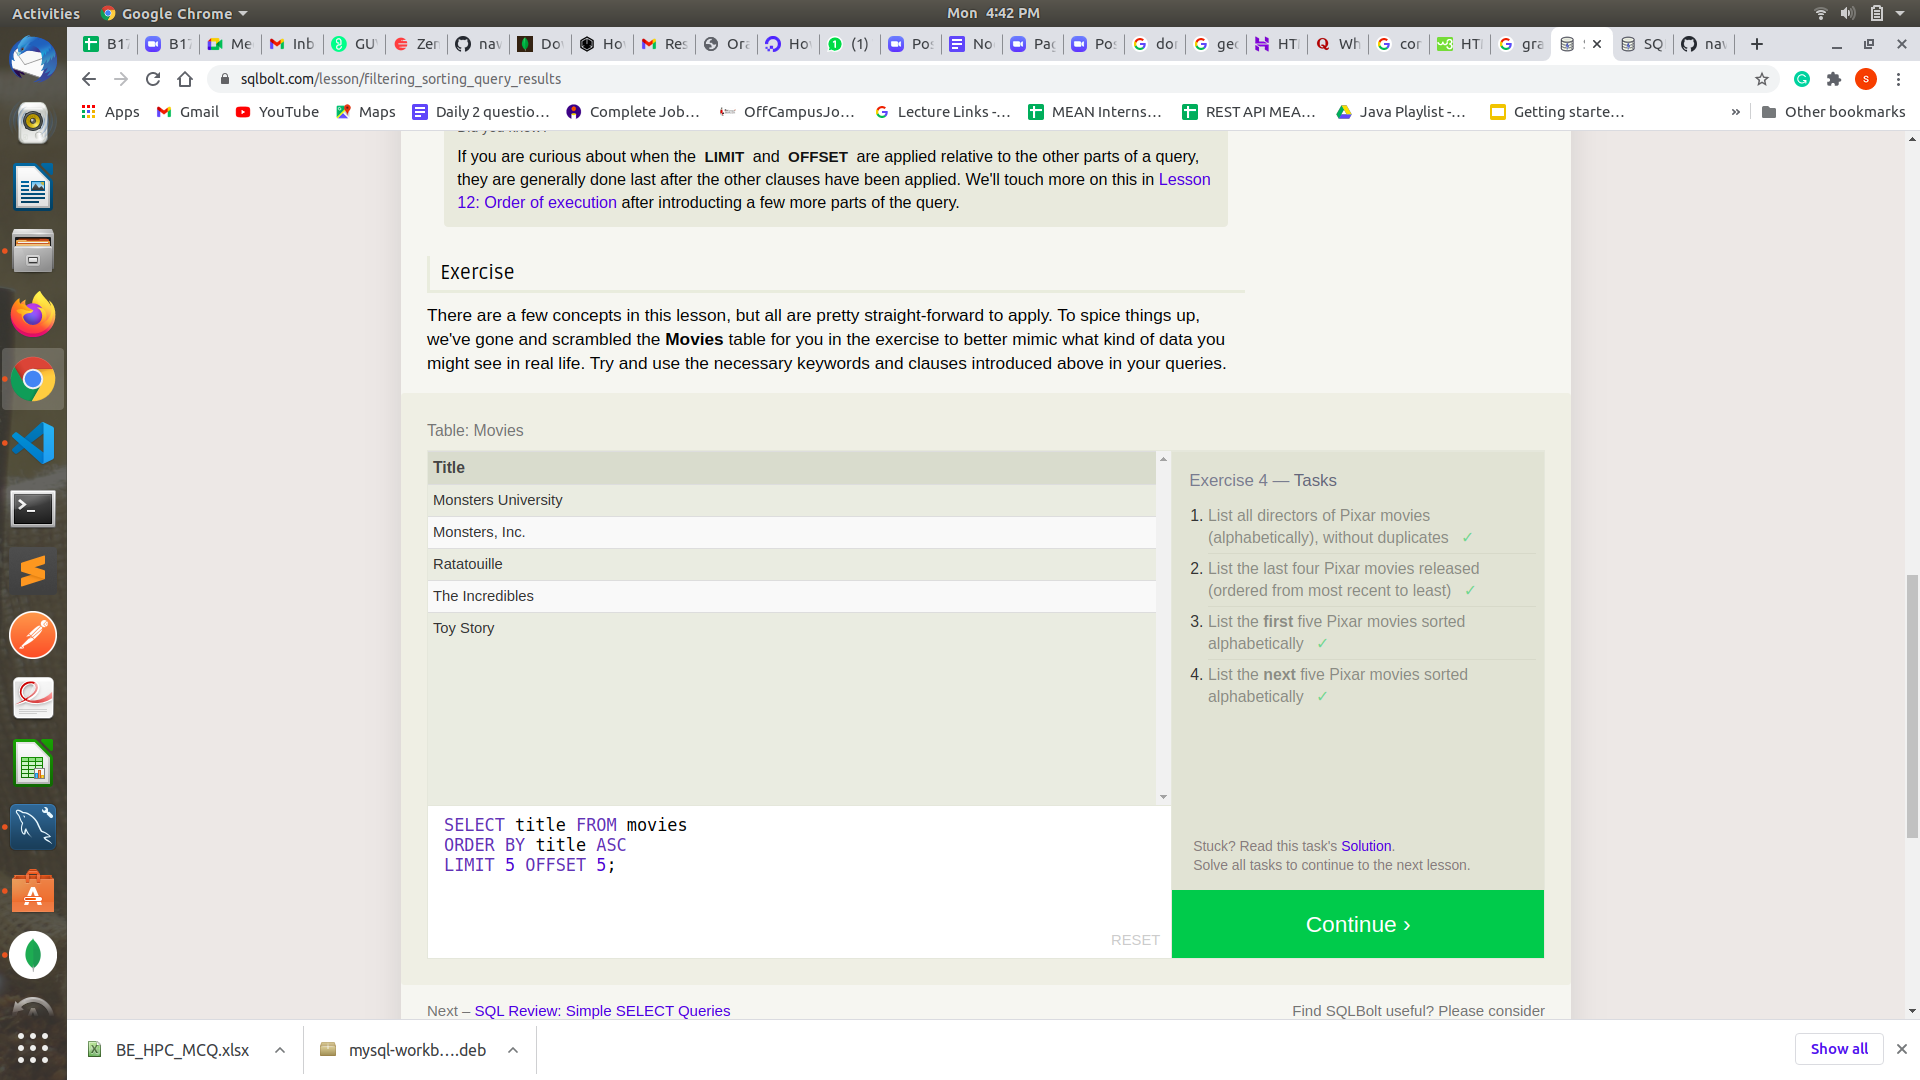 Activities Google Chrome Mon 4:42 PM
B17 B17 Me Inb GU Zen nav Do Ho Res Ora Ho (1) Pos No Pag Pos do geo HTI Wh cor HTI gra SQ nav
sqlbolt.com/lesson/filtering_sorting_query_results
Apps Gmail YouTube Maps Daily 2 questio... Complete Job... OffCampusJo... Lecture Links -... MEAN Interns... REST API MEA... Java Playlist -... Getting starte... » Other bookmarks
If you are curious about when the LIMIT and OFFSET are applied relative to the other parts of a query,
they are generally done last after the other clauses have been applied. We'll touch more on this in Lesson
12: Order of execution after introducting a few more parts of the query.
Exercise
There are a few concepts in this lesson, but all are pretty straight-forward to apply. To spice things up,
we've gone and scrambled the Movies table for you in the exercise to better mimic what kind of data you
might see in real life. Try and use the necessary keywords and clauses introduced above in your queries.
Table: Movies
Title
Monsters University
Monsters, Inc.
Ratatouille
The Incredibles
Toy Story
SELECT title FROM movies
ORDER BY title ASC
LIMIT 5 OFFSET 5;
RESET
Exercise 4 — Tasks
1. List all directors of Pixar movies
(alphabetically), without duplicates ✓
2. List the last four Pixar movies released
(ordered from most recent to least) ✓
3. List the first five Pixar movies sorted
alphabetically ✓
4. List the next five Pixar movies sorted
alphabetically ✓
Stuck? Read this task's Solution.
Solve all tasks to continue to the next lesson.
Continue ›
Next – SQL Review: Simple SELECT Queries
Find SQLBolt useful? Please consider
BE_HPC_MCQ.xlsx mysql-workb....deb Show all